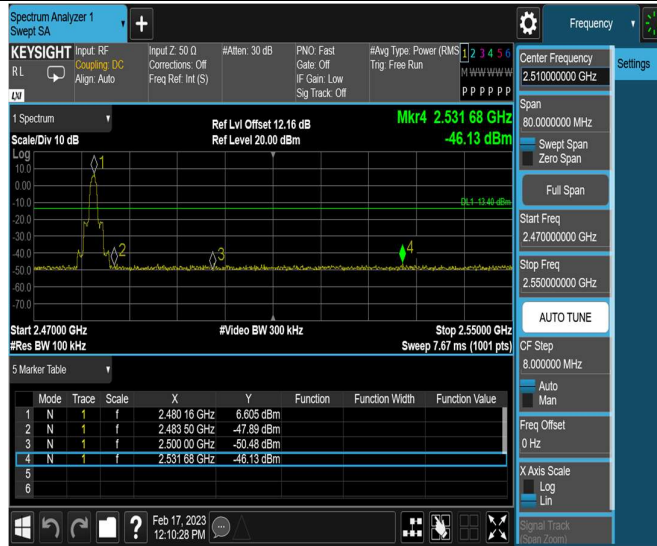 Spectrum Analyzer 1
Swept SA
Frequency
KEYSIGHT
RL
LXI
Input: RF
Coupling: DC
Align: Auto
Input Z: 50 Ω
Corrections: Off
Freq Ref: Int (S)
#Atten: 30 dB
PNO: Fast
Gate: Off
IF Gain: Low
Sig Track: Off
#Avg Type: Power (RMS
Trig: Free Run
1 2 3 4 5 6
M W W W W W
P P P P P P
1 Spectrum
Scale/Div 10 dB
Ref Lvl Offset 12.16 dB
Ref Level 20.00 dBm
Mkr4 2.531 68 GHz
-46.13 dBm
Log
10.0
0.00
-10.0
-20.0
-30.0
-40.0
-50.0
-60.0
-70.0
1
2
3
4
DL1 -13.40 dBm
Start 2.47000 GHz
#Res BW 100 kHz
#Video BW 300 kHz
Stop 2.55000 GHz
Sweep 7.67 ms (1001 pts)
5 Marker Table
Mode Trace Scale X Y Function Function Width Function Value
1 N 1 f 2.480 16 GHz 6.605 dBm
2 N 1 f 2.483 50 GHz -47.89 dBm
3 N 1 f 2.500 00 GHz -50.48 dBm
4 N 1 f 2.531 68 GHz -46.13 dBm
5
6
Feb 17, 2023
12:10:28 PM
Center Frequency
2.510000000 GHz
Settings
Span
80.0000000 MHz
Swept Span
Zero Span
Full Span
Start Freq
2.470000000 GHz
Stop Freq
2.550000000 GHz
AUTO TUNE
CF Step
8.000000 MHz
Auto
Man
Freq Offset
0 Hz
X Axis Scale
Log
Lin
Signal Track
(Span Zoom)